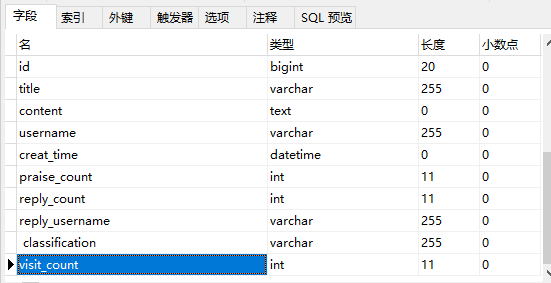 字段 索引 外键 触发器 选项 注释 SQL 预览
名 类型 长度 小数点
id bigint 20 0
title varchar 255 0
content text 0 0
username varchar 255 0
creat_time datetime 0 0
praise_count int 11 0
reply_count int 11 0
reply_username varchar 255 0
classification varchar 255 0
visit_count int 11 0